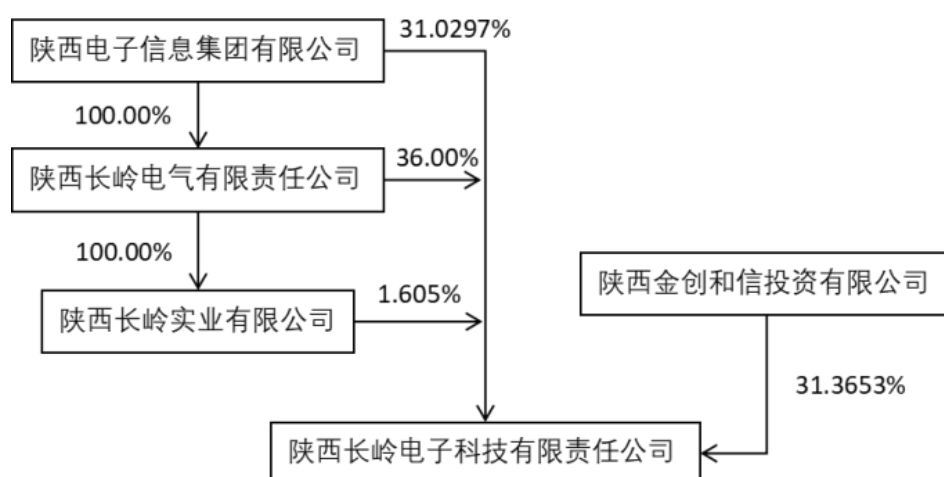 陕西电子信息集团有限公司
31.0297%
100.00%
陕西长岭电气有限责任公司
36.00%
100.00%
陕西长岭实业有限公司
1.605%
陕西金创和信投资有限公司
31.3653%
陕西长岭电子科技有限责任公司